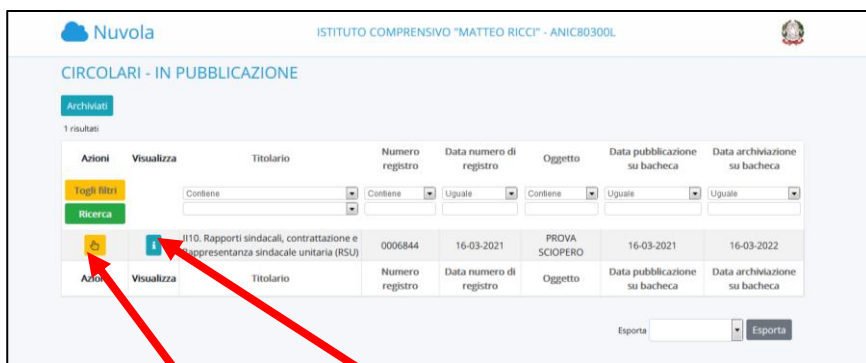 Nuvola
ISTITUTO COMPRENSIVO "MATTEO RICCI" - ANIC80300L
CIRCOLARI - IN PUBBLICAZIONE
Archiviati
1 risultati
Azioni Visualizza Titolario Numero registro Data numero di registro Oggetto Data pubblicazione su bacheca Data archiviazione su bacheca
Togli filtri Contiene Contiene Uguale Contiene Uguale Uguale
Ricerca
II10. Rapporti sindacali, contrattazione e Rappresentanza sindacale unitaria (RSU) 0006844 16-03-2021 PROVA SCIOPERO 16-03-2021 16-03-2022
Azioni Visualizza Titolario Numero registro Data numero di registro Oggetto Data pubblicazione su bacheca Data archiviazione su bacheca
Esporta Esporta